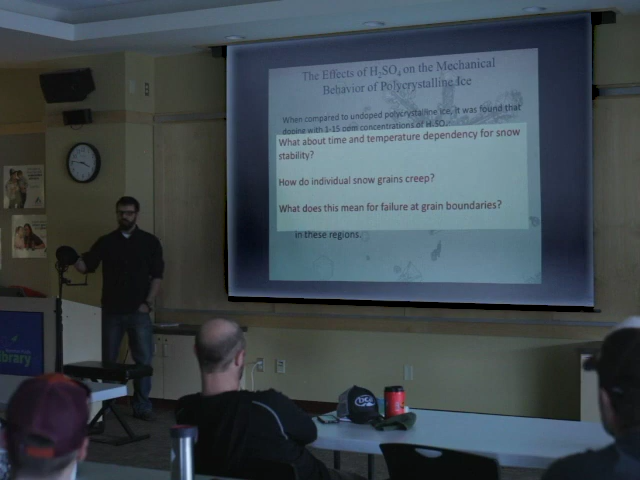 The Effects of H₂SO₄ on the Mechanical
Behavior of Polycrystalline Ice
When compared to undoped polycrystalline ice, it was found that
doping with 1-15 ppm concentrations of H₂SO₄
What about time and temperature dependency for snow
stability?
How do individual snow grains creep?
What does this mean for failure at grain boundaries?
in these regions.
library